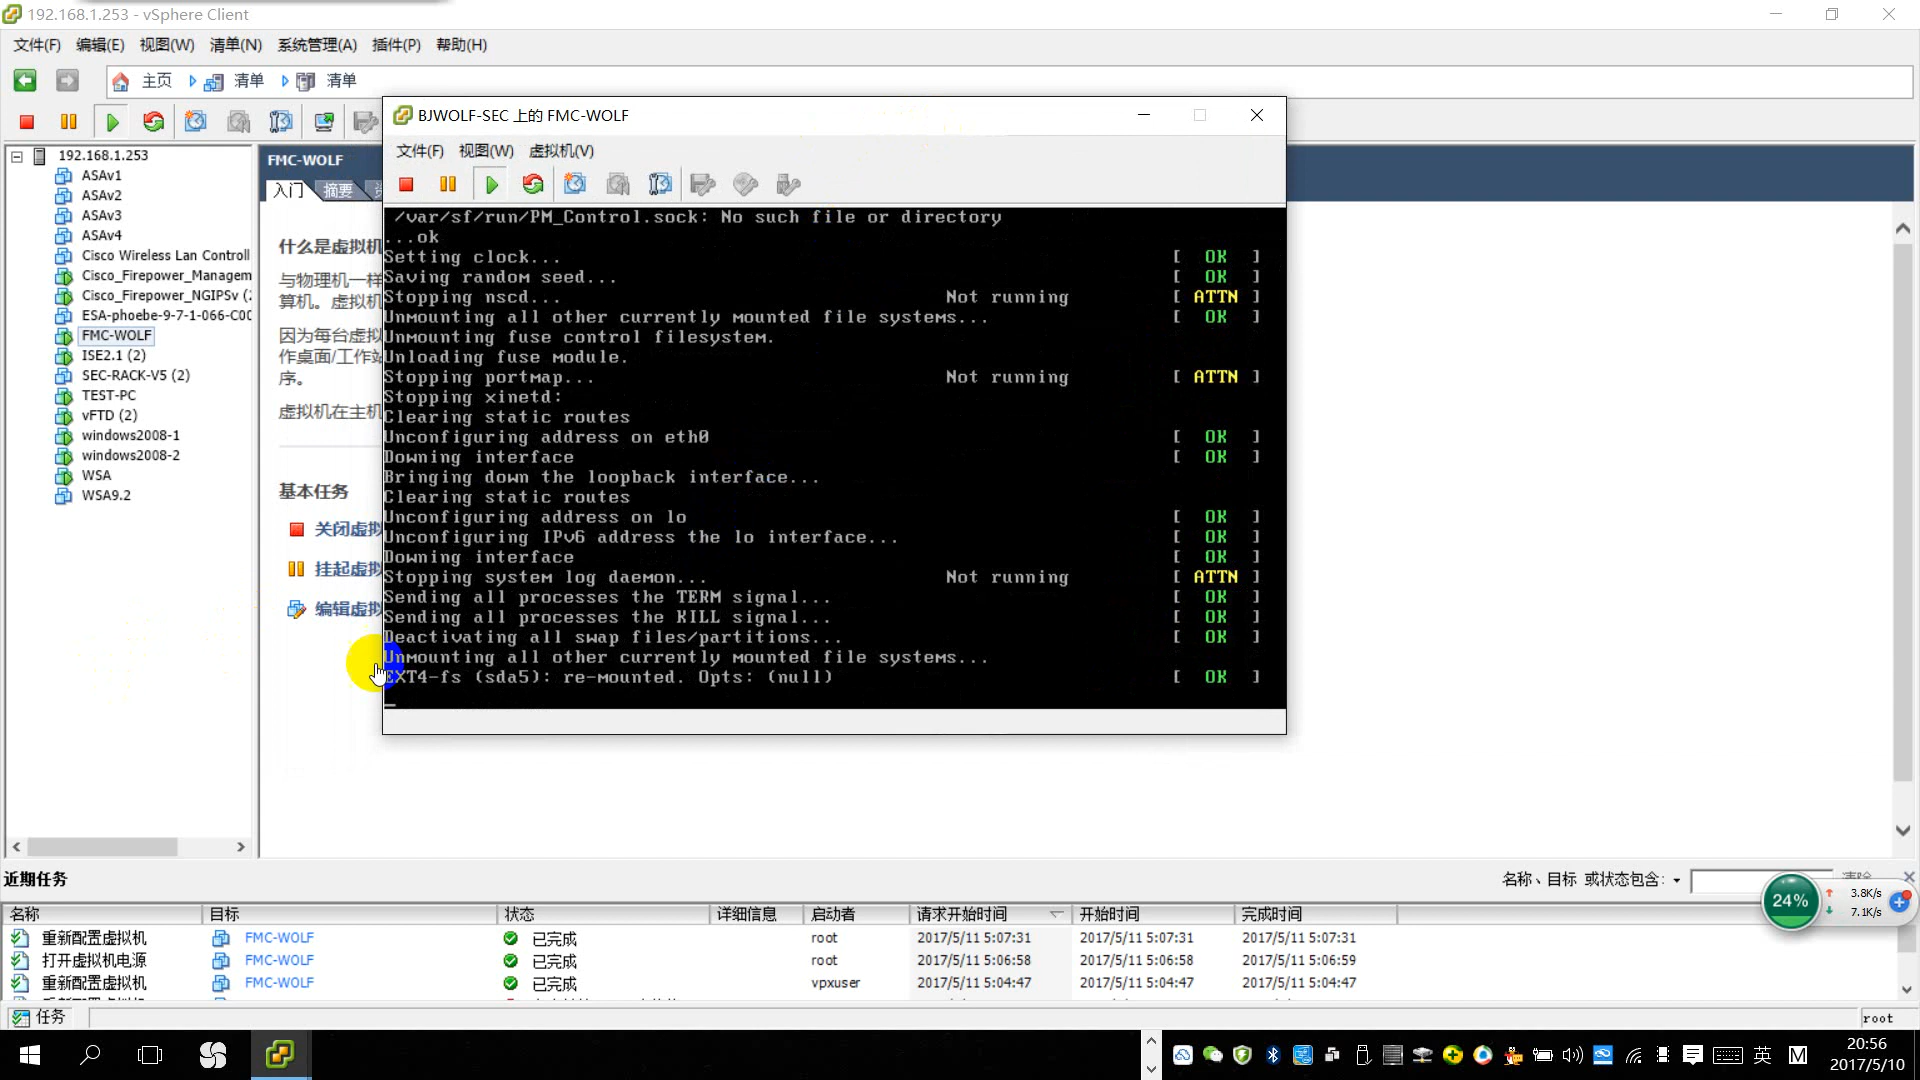 192.168.1.253 - vSphere Client
文件(F) 编辑(E) 视图(W) 清单(N) 系统管理(A) 插件(P) 帮助(H)
主页 清单 清单
192.168.1.253
ASAv1
ASAv2
ASAv3
ASAv4
Cisco Wireless Lan Controll
Cisco_Firepower_Managem
Cisco_Firepower_NGIPSv (2
ESA-phoebe-9-7-1-066-C00
FMC-WOLF
ISE2.1 (2)
SEC-RACK-V5 (2)
TEST-PC
vFTD (2)
windows2008-1
windows2008-2
WSA
WSA9.2
FMC-WOLF
入门 摘要
什么是虚拟机
与物理机一样
算机。虚拟机
因为每台虚拟
作桌面/工作站
序。
虚拟机在主机
基本任务
关闭虚拟
挂起虚拟
编辑虚拟
BJWOLF-SEC 上的 FMC-WOLF
文件(F) 视图(W) 虚拟机(V)
/var/sf/run/PM_Control.sock: No such file or directory
...ok
Setting clock... [ OK ]
Saving random seed... [ OK ]
Stopping nscd... Not running [ ATTN ]
Unmounting all other currently mounted file systems... [ OK ]
Unmounting fuse control filesystem.
Unloading fuse module.
Stopping portmap... Not running [ ATTN ]
Stopping xinetd:
Clearing static routes
Unconfiguring address on eth0 [ OK ]
Downing interface [ OK ]
Bringing down the loopback interface...
Clearing static routes
Unconfiguring address on lo [ OK ]
Unconfiguring IPv6 address the lo interface... [ OK ]
Downing interface [ OK ]
Stopping system log daemon... Not running [ ATTN ]
Sending all processes the TERM signal... [ OK ]
Sending all processes the KILL signal... [ OK ]
Deactivating all swap files/partitions... [ OK ]
Unmounting all other currently mounted file systems...
EXT4-fs (sda5): re-mounted. Opts: (null) [ OK ]
近期任务
名称、目标 或状态包含:
名称 目标 状态 详细信息 启动者 请求开始时间 开始时间 完成时间
重新配置虚拟机 FMC-WOLF 已完成 root 2017/5/11 5:07:31 2017/5/11 5:07:31 2017/5/11 5:07:31
打开虚拟机电源 FMC-WOLF 已完成 root 2017/5/11 5:06:58 2017/5/11 5:06:58 2017/5/11 5:06:59
重新配置虚拟机 FMC-WOLF 已完成 vpxuser 2017/5/11 5:04:47 2017/5/11 5:04:47 2017/5/11 5:04:47
24%
3.8K/s
7.1K/s
任务
root
英
M
20:56
2017/5/10